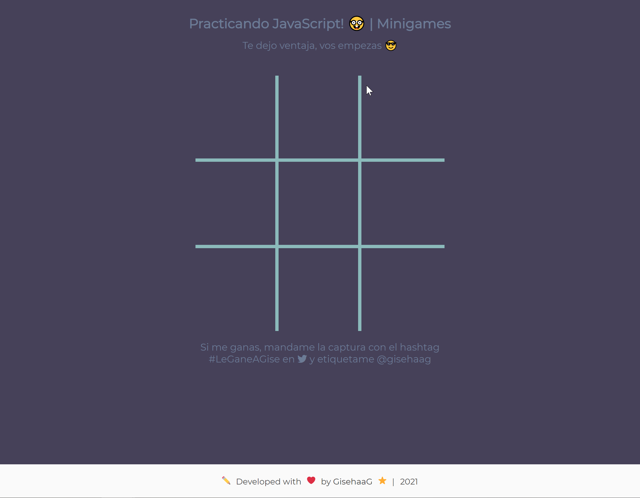 Practicando JavaScript! 🤓 | Minigames
Te dejo ventaja, vos empezas 😎
Si me ganas, mandame la captura con el hashtag
#LeGaneAGise en y etiquetame @gisehaag
✏️ Developed with ❤️ by GisehaaG ⭐ | 2021